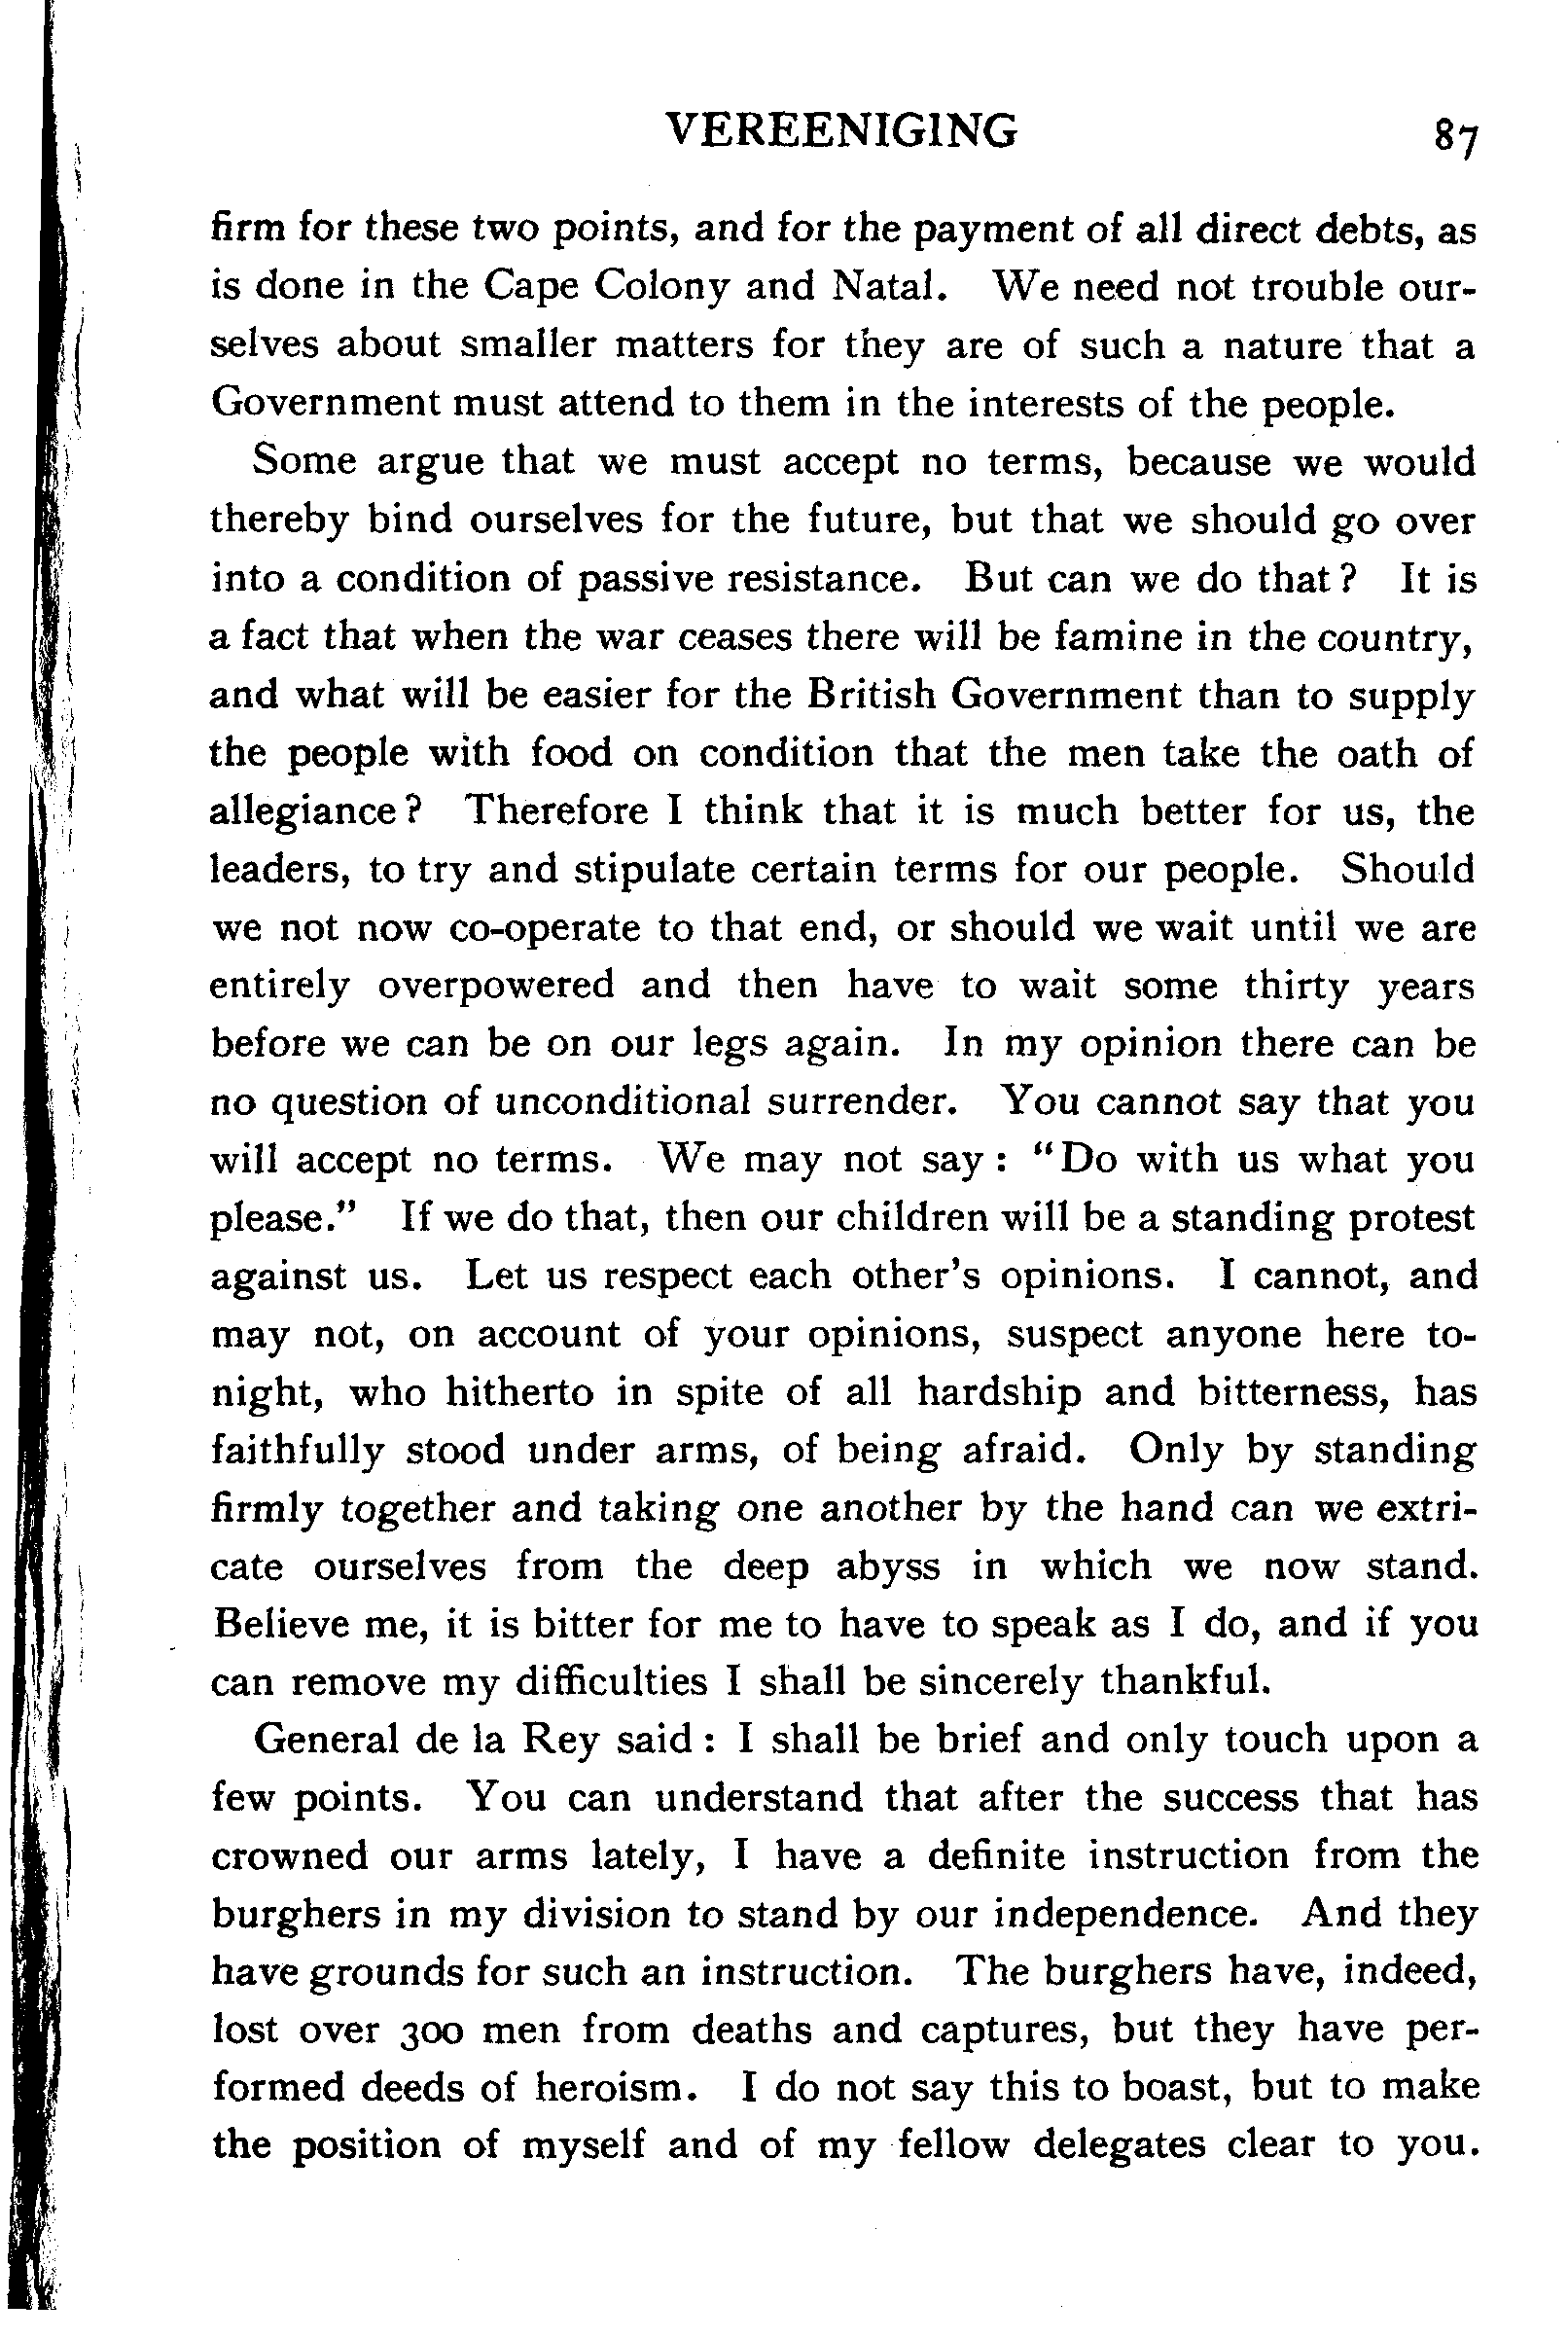 VEREENIGING 87
firm for these two points, and for the payment of all direct debts, as
is done in the Cape Colony and Natal. We need not trouble our-
selves about smaller matters for they are of such a nature that a
Government must attend to them in the interests of the people.
Some argue that we must accept no terms, because we would
thereby bind ourselves for the future, but that we should go over
into a condition of passive resistance. But can we do that? It is
a fact that when the war ceases there will be famine in the country,
and what will be easier for the British Government than to supply
the people with food on condition that the men take the oath of
allegiance? Therefore I think that it is much better for us, the
leaders, to try and stipulate certain terms for our people. Should
we not now co-operate to that end, or should we wait until we are
entirely overpowered and then have to wait some thirty years
before we can be on our legs again. In my opinion there can be
no question of unconditional surrender. You cannot say that you
will accept no terms. We may not say: "Do with us what you
please." If we do that, then our children will be a standing protest
against us. Let us respect each other's opinions. I cannot, and
may not, on account of your opinions, suspect anyone here to-
night, who hitherto in spite of all hardship and bitterness, has
faithfully stood under arms, of being afraid. Only by standing
firmly together and taking one another by the hand can we extri-
cate ourselves from the deep abyss in which we now stand.
Believe me, it is bitter for me to have to speak as I do, and if you
can remove my difficulties I shall be sincerely thankful.
General de la Rey said: I shall be brief and only touch upon a
few points. You can understand that after the success that has
crowned our arms lately, I have a definite instruction from the
burghers in my division to stand by our independence. And they
have grounds for such an instruction. The burghers have, indeed,
lost over 300 men from deaths and captures, but they have per-
formed deeds of heroism. I do not say this to boast, but to make
the position of myself and of my fellow delegates clear to you.